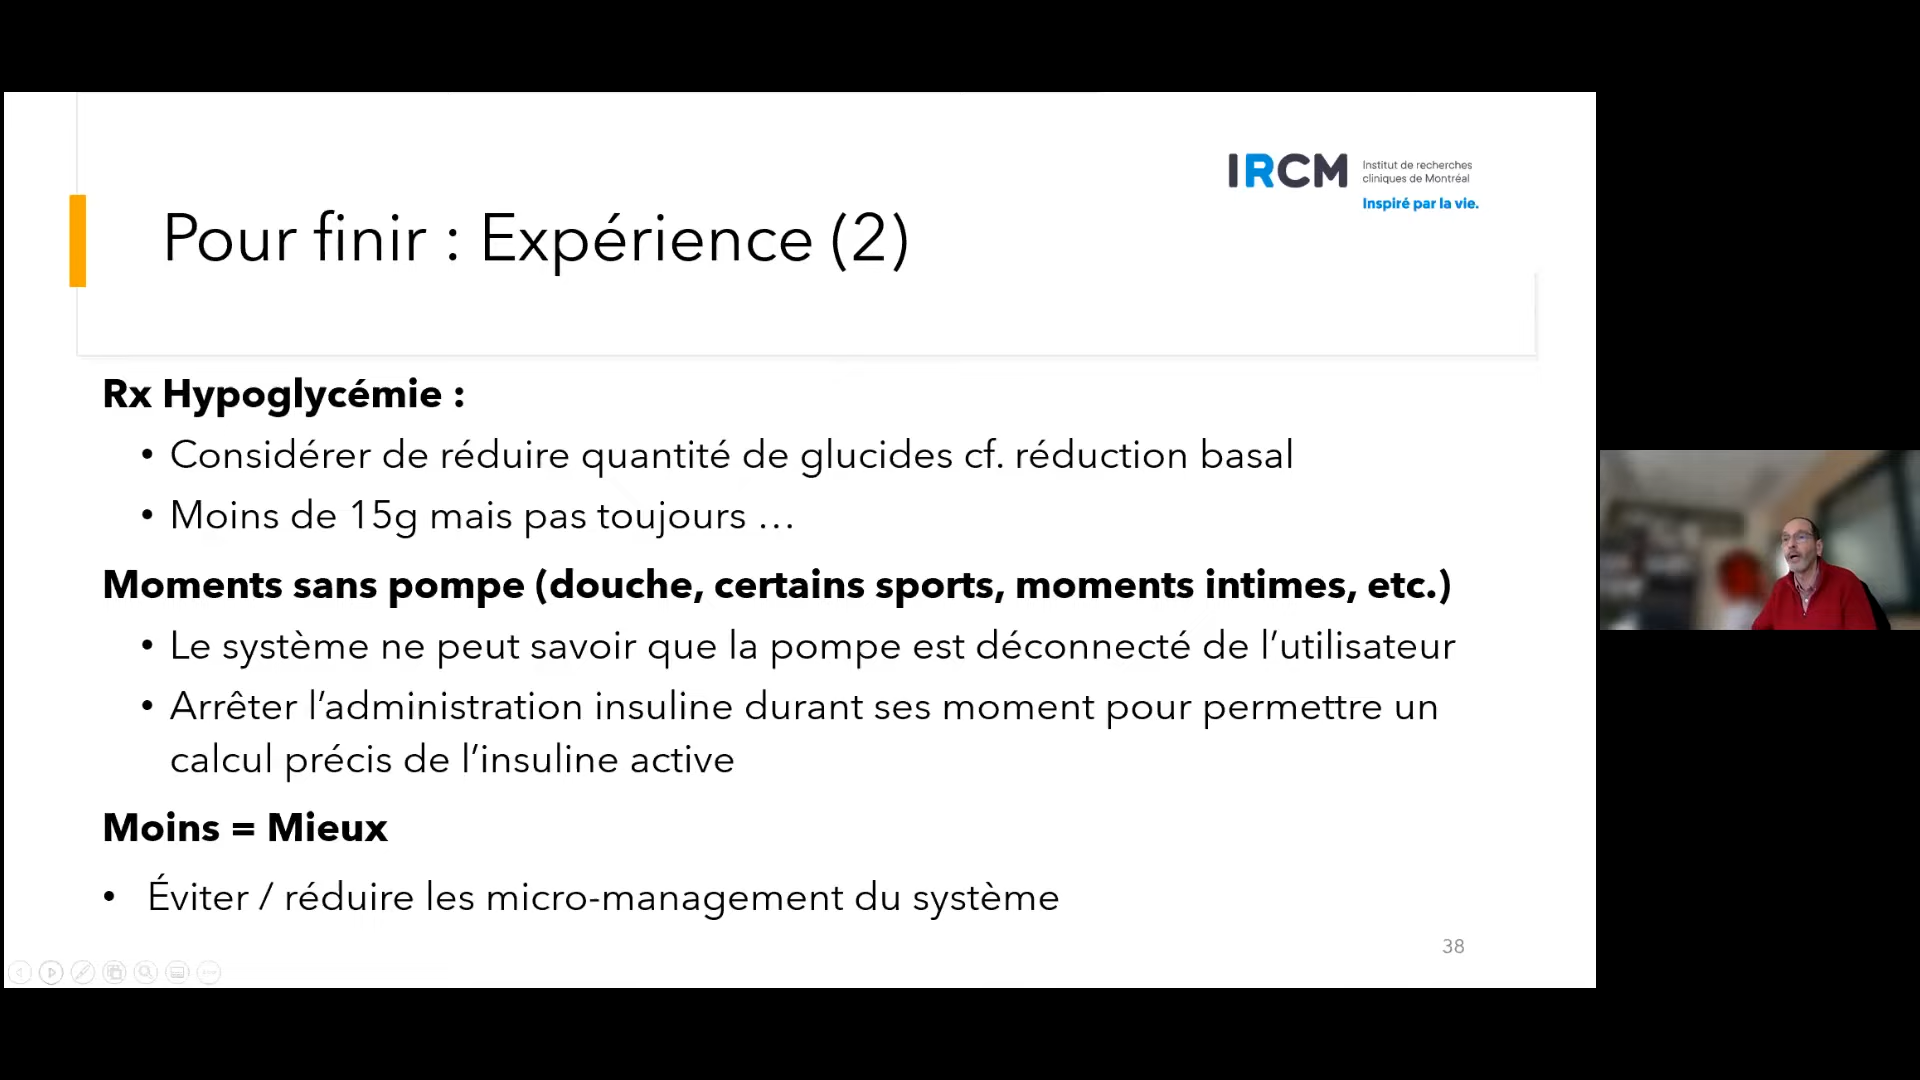 IRCM
Institut de recherches
cliniques de Montréal
Inspiré par la vie.
Pour finir : Expérience (2)
Rx Hypoglycémie :
• Considérer de réduire quantité de glucides cf. réduction basal
• Moins de 15g mais pas toujours …
Moments sans pompe (douche, certains sports, moments intimes, etc.)
• Le système ne peut savoir que la pompe est déconnecté de l’utilisateur
• Arrêter l’administration insuline durant ses moment pour permettre un
calcul précis de l’insuline active
Moins = Mieux
• Éviter / réduire les micro-management du système
38